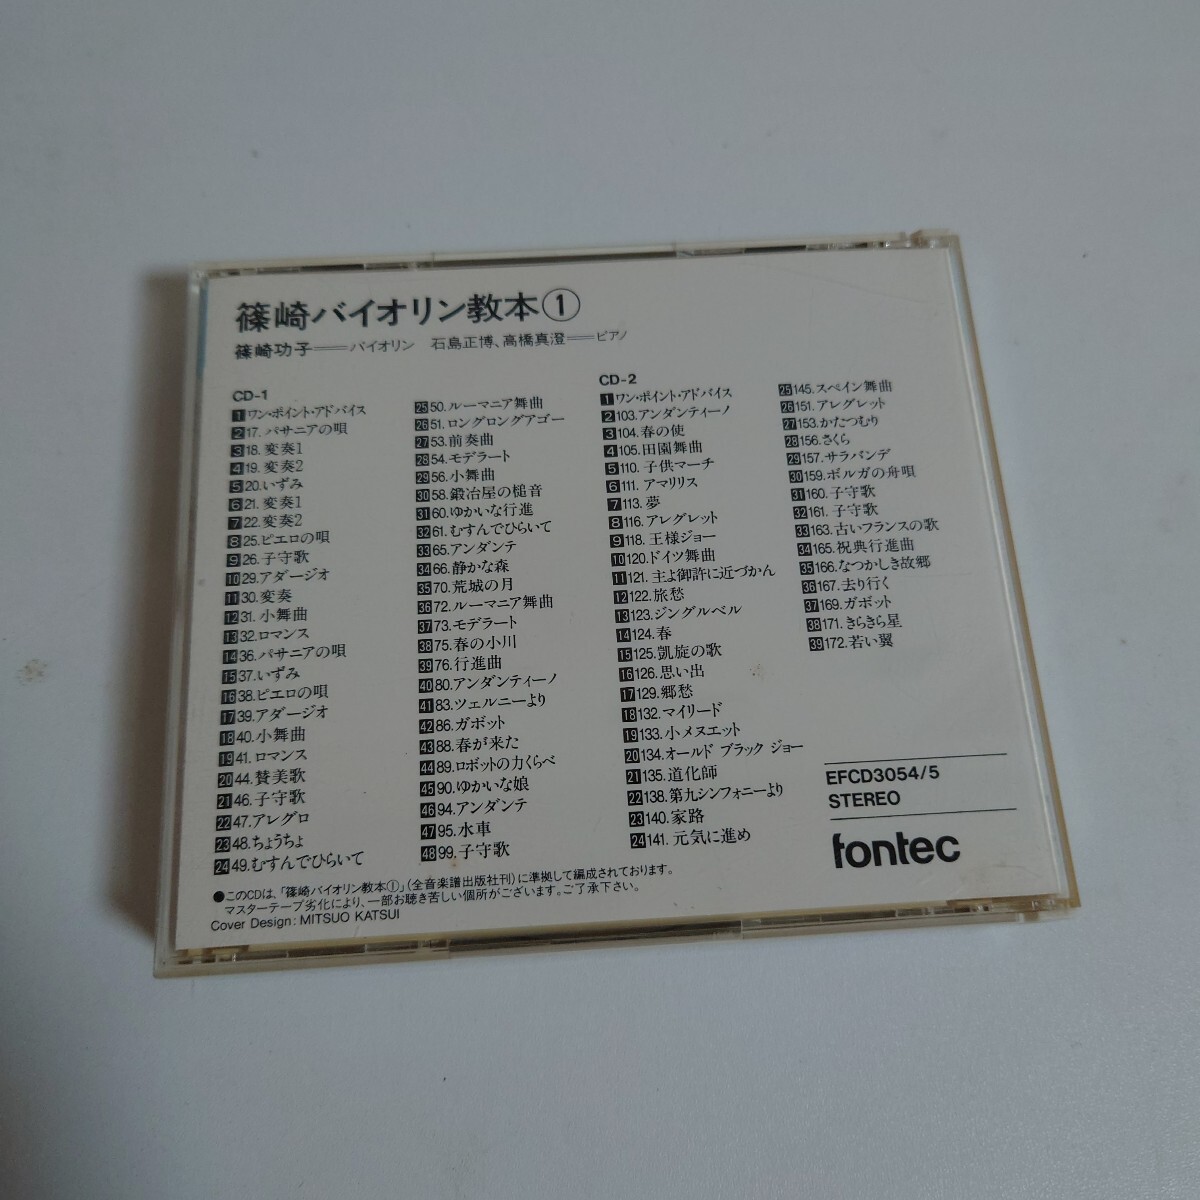 篠崎バイオリン教本①
篠崎功子━━バイオリン 石島正博、高橋真澄━━ピアノ
CD-1
1 ワン・ポイント・アドバイス
2 17. バサニアの唄
3 18. 変奏1
4 19. 変奏2
5 20. いずみ
6 21. 変奏1
7 22. 変奏2
8 25. ピエロの唄
9 26. 子守歌
10 29. アダージオ
11 30. 変奏
12 31. 小舞曲
13 32. ロマンス
14 36. バサニアの唄
15 37. いずみ
16 38. ピエロの唄
17 39. アダージオ
18 40. 小舞曲
19 41. ロマンス
20 44. 賛美歌
21 46. 子守歌
22 47. アレグロ
23 48. ちょうちょ
24 49. むすんでひらいて
25 50. ルーマニア舞曲
26 51. ロングロングアゴー
27 53. 前奏曲
28 54. モデラート
29 56. 小舞曲
30 58. 鍛冶屋の槌音
31 60. ゆかいな行進
32 61. むすんでひらいて
33 65. アンダンテ
34 66. 静かな森
35 70. 荒城の月
36 72. ルーマニア舞曲
37 73. モデラート
38 75. 春の小川
39 76. 行進曲
40 80. アンダンティーノ
41 83. ツェルニーより
42 86. ガボット
43 88. 春が来た
44 89. ロボットの力くらべ
45 90. ゆかいな娘
46 94. アンダンテ
47 95. 水車
48 99. 子守歌
CD-2
1 ワン・ポイント・アドバイス
2 103. アンダンティーノ
3 104. 春の使
4 105. 田園舞曲
5 110. 子供マーチ
6 111. アマリリス
7 113. 夢
8 116. アレグレット
9 118. 王様ジョー
10 120. ドイツ舞曲
11 121. 主よ御許に近づかん
12 122. 旅愁
13 123. ジングルベル
14 124. 春
15 125. 凱旋の歌
16 126. 思い出
17 129. 郷愁
18 132. マイリード
19 133. 小メヌエット
20 134. オールド ブラック ジョー
21 135. 道化師
22 138. 第九シンフォニーより
23 140. 家路
24 141. 元気に進め
25 145. スペイン舞曲
26 151. アレグレット
27 153. かたつむり
28 156. さくら
29 157. サラバンデ
30 159. ボルガの舟唄
31 160. 子守歌
32 161. 子守歌
33 163. 古いフランスの歌
34 165. 祝典行進曲
35 166. なつかしき故郷
36 167. 去り行く
37 169. ガボット
38 171. きらきら星
39 172. 若い翼
EFCD3054/5
STEREO
fontec
●このCDは、「篠崎バイオリン教本①」(全音楽譜出版社刊)に準拠して編成されております。
マスターテープ劣化により、一部お聴き苦しい個所がございます。ご了承下さい。
Cover Design: MITSUO KATSUI